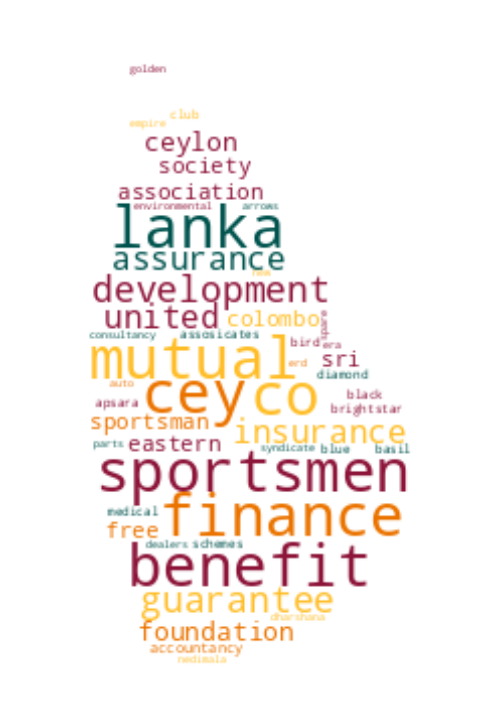 golden
club
empire
ceylon
society
association
environmental arrows
lanka
assurance
new
development
united colombo spare
consultancy assosicates bird era
mutual erd sri
diamond
auto cey co black
apsara brightstar
sportsman insurance
parts eastern syndicate blue basil
sportsmen
medical finance
free
dealers schemes
benefit
guarantee
dharshana
foundation
accountancy
nedimala